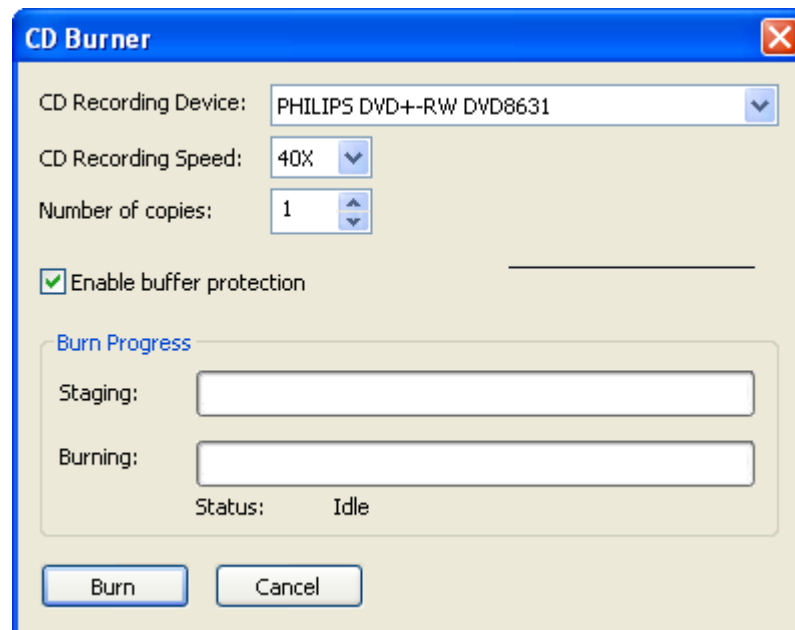 CD Burner
CD Recording Device: PHILIPS DVD+-RW DVD8631
CD Recording Speed: 40X
Number of copies: 1
Enable buffer protection
Burn Progress
Staging:
Burning:
Status: Idle
Burn Cancel